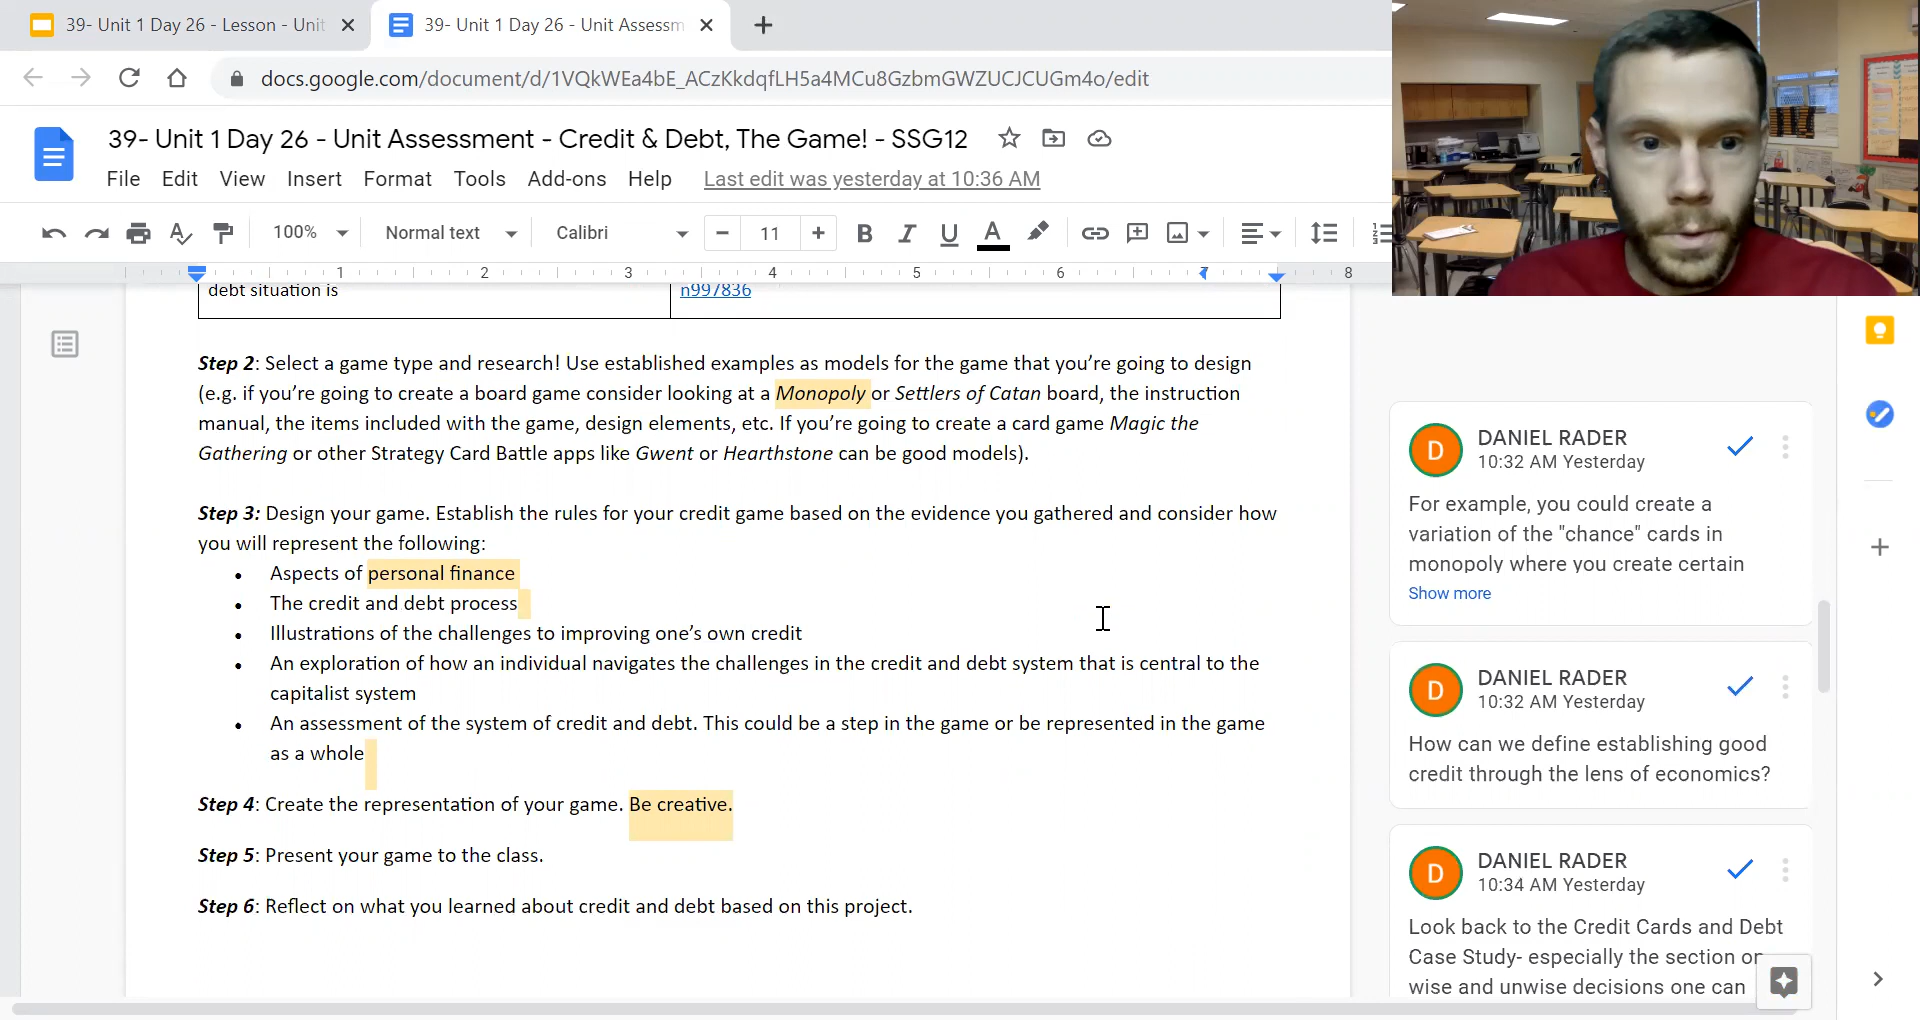 39- Unit 1 Day 26 - Lesson - Unit
39- Unit 1 Day 26 - Unit Assessm
docs.google.com/document/d/1VQkWEa4bE_ACzKkdqfLH5a4MCu8GzbmGWZUCJCUGm4o/edit
39- Unit 1 Day 26 - Unit Assessment - Credit & Debt, The Game! - SSG12
File Edit View Insert Format Tools Add-ons Help Last edit was yesterday at 10:36 AM
100% Normal text Calibri 11 B I U A
1 2 3 4 5 6 7 8
debt situation is
n997836
Step 2: Select a game type and research! Use established examples as models for the game that you're going to design
(e.g. if you're going to create a board game consider looking at a Monopoly or Settlers of Catan board, the instruction
manual, the items included with the game, design elements, etc. If you're going to create a card game Magic the
Gathering or other Strategy Card Battle apps like Gwent or Hearthstone can be good models).
Step 3: Design your game. Establish the rules for your credit game based on the evidence you gathered and consider how
you will represent the following:
• Aspects of personal finance
• The credit and debt process
• Illustrations of the challenges to improving one's own credit
• An exploration of how an individual navigates the challenges in the credit and debt system that is central to the
capitalist system
• An assessment of the system of credit and debt. This could be a step in the game or be represented in the game
as a whole
Step 4: Create the representation of your game. Be creative.
Step 5: Present your game to the class.
Step 6: Reflect on what you learned about credit and debt based on this project.
D
DANIEL RADER
10:32 AM Yesterday
For example, you could create a
variation of the "chance" cards in
monopoly where you create certain
Show more
D
DANIEL RADER
10:32 AM Yesterday
How can we define establishing good
credit through the lens of economics?
D
DANIEL RADER
10:34 AM Yesterday
Look back to the Credit Cards and Debt
Case Study- especially the section on
wise and unwise decisions one can